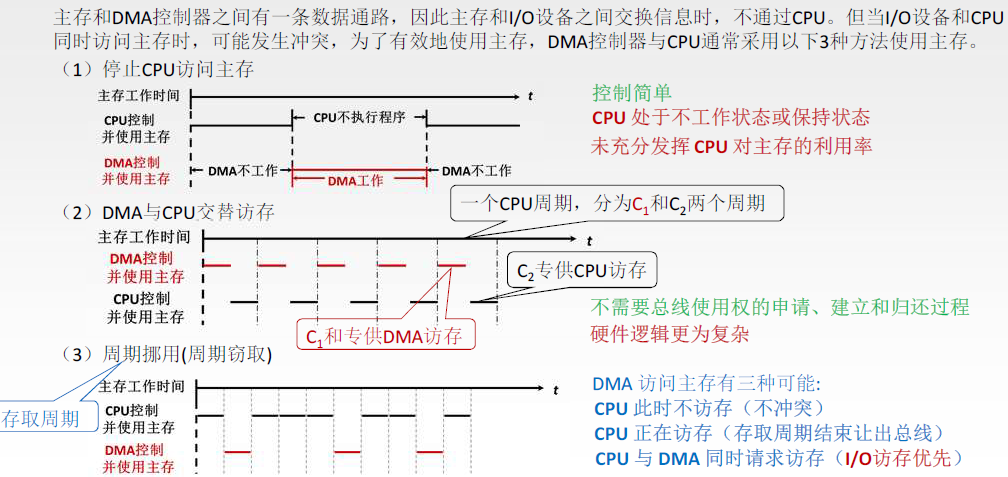 主存和DMA控制器之间有一条数据通路，因此主存和I/O设备之间交换信息时，不通过CPU。但当I/O设备和CPU
同时访问主存时，可能发生冲突，为了有效地使用主存，DMA控制器与CPU通常采用以下3种方法使用主存。
（1）停止CPU访问主存
主存工作时间
t
CPU控制
并使用主存
CPU不执行程序
DMA控制
并使用主存
DMA不工作
DMA工作
DMA不工作
控制简单
CPU 处于不工作状态或保持状态
未充分发挥 CPU 对主存的利用率
（2）DMA与CPU交替访存
一个CPU周期，分为C1和C2两个周期
主存工作时间
t
DMA控制
并使用主存
C2专供CPU访存
CPU控制
并使用主存
C1和专供DMA访存
不需要总线使用权的申请、建立和归还过程
硬件逻辑更为复杂
（3）周期挪用(周期窃取)
主存工作时间
t
存取周期
CPU控制
并使用主存
DMA控制
并使用主存
DMA 访问主存有三种可能:
CPU 此时不访存（不冲突）
CPU 正在访存（存取周期结束让出总线）
CPU 与 DMA 同时请求访存（I/O访存优先）